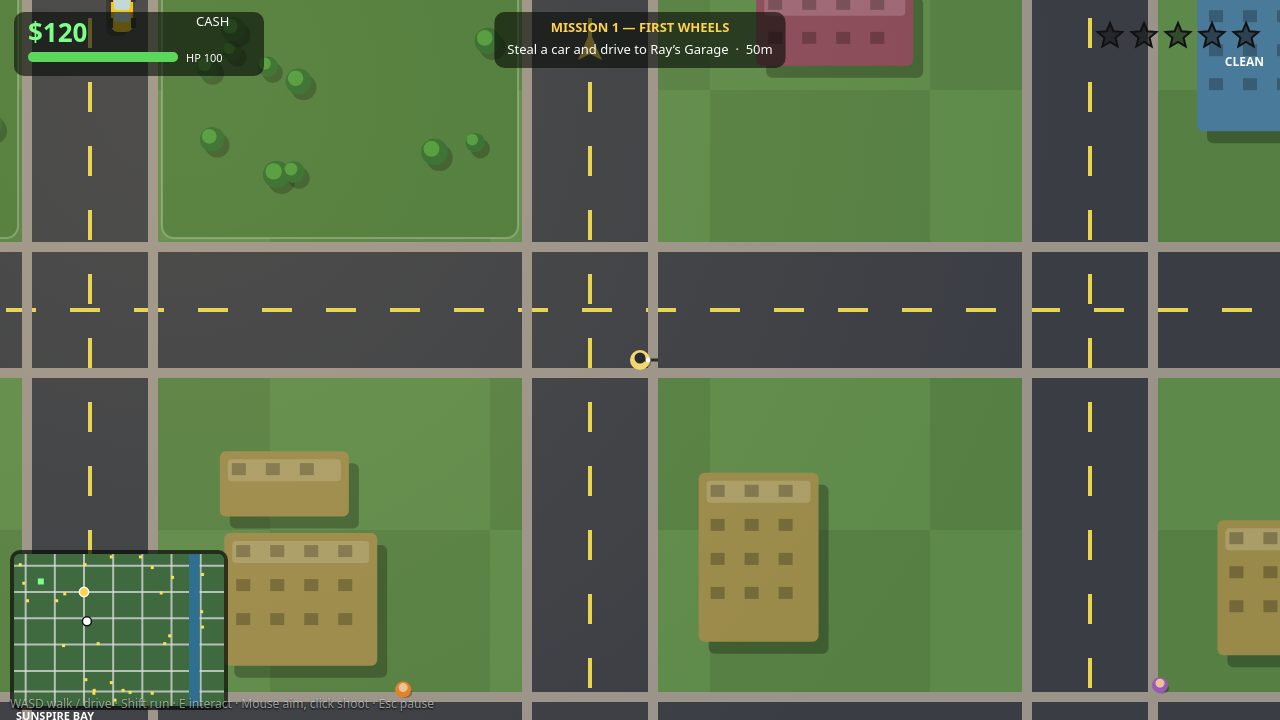 CASH
$120
HP 100
MISSION 1 — FIRST WHEELS
Steal a car and drive to Ray's Garage · 50m
CLEAN
WASD walk / drive · Shift run · E interact · Mouse aim, click shoot · Esc pause
SUNSPIRE BAY